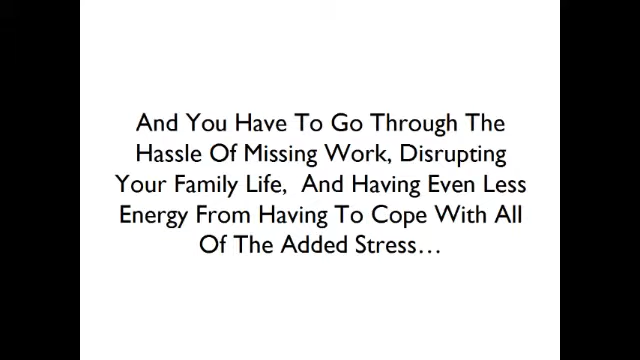 And You Have To Go Through The
Hassle Of Missing Work, Disrupting
Your Family Life,  And Having Even Less
Energy From Having To Cope With All
Of The Added Stress…